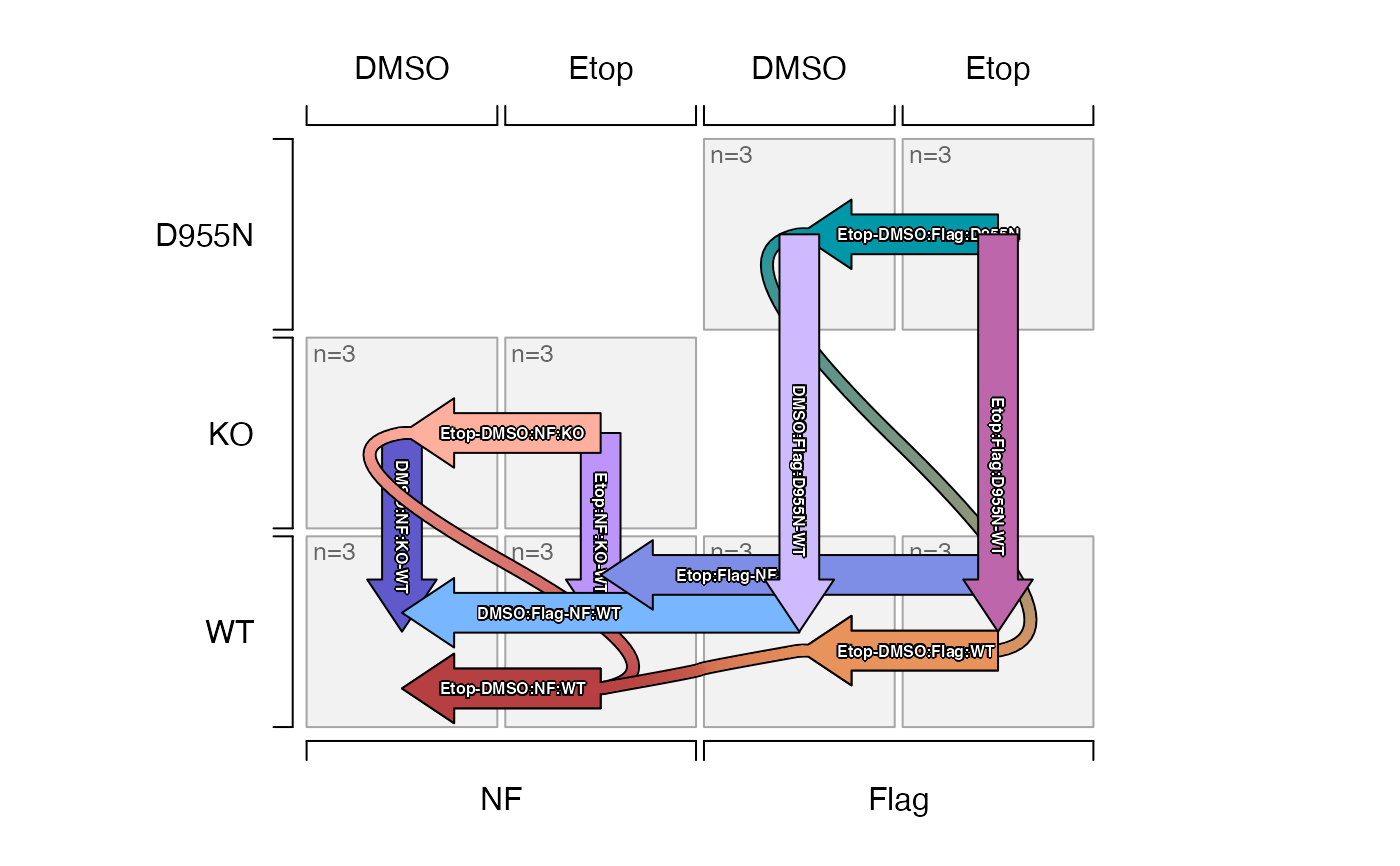 DMSO Etop DMSO Etop
n=3 n=3
D955N
Etop-DMSO:Flag:D955N
n=3 n=3
KO
Etop-DMSO:NF:KO
DMSO:NF:KO-WT
Etop:NF:KO-WT
DMSO:Flag:D955N-WT
Etop:Flag:D955N-WT
n=3 n=3 n=3 n=3
Etop:Flag-NF
DMSO:Flag-NF:WT
WT
Etop-DMSO:Flag:WT
Etop-DMSO:NF:WT
NF Flag